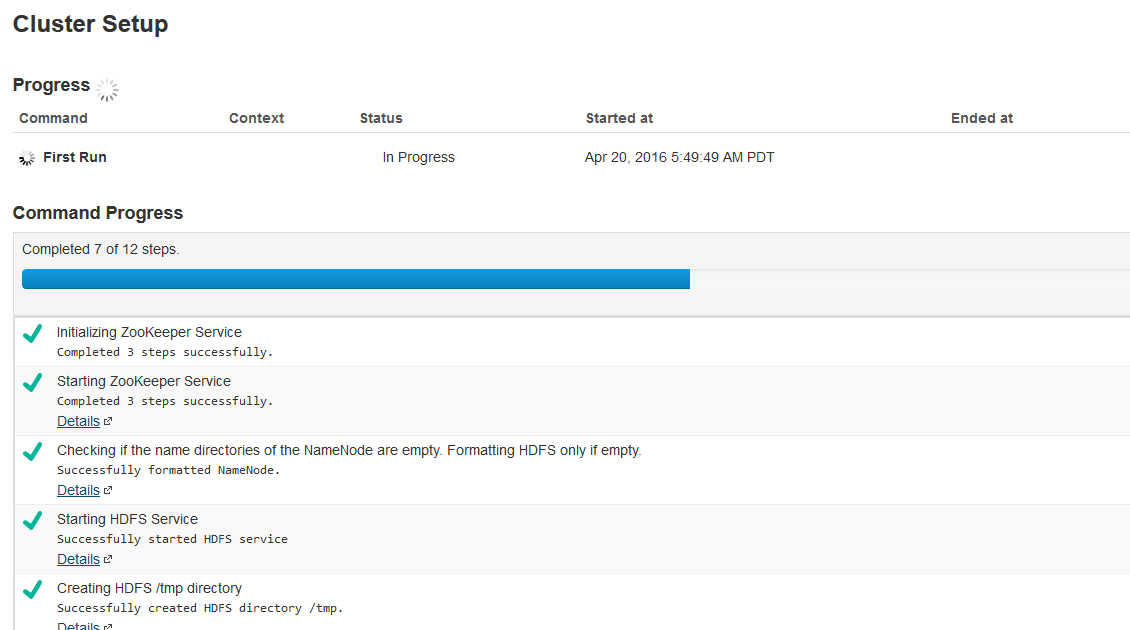 Cluster Setup
Progress
Command Context Status Started at Ended at
First Run In Progress Apr 20, 2016 5:49:49 AM PDT
Command Progress
Completed 7 of 12 steps.
Initializing ZooKeeper Service
Completed 3 steps successfully.
Starting ZooKeeper Service
Completed 3 steps successfully.
Details
Checking if the name directories of the NameNode are empty. Formatting HDFS only if empty.
Successfully formatted NameNode.
Details
Starting HDFS Service
Successfully started HDFS service
Details
Creating HDFS /tmp directory
Successfully created HDFS directory /tmp.
Details